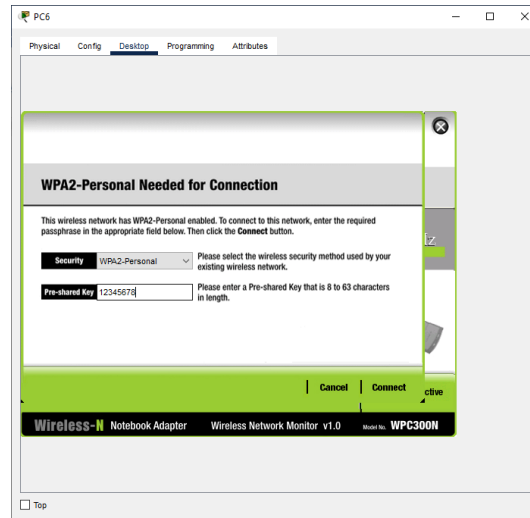 PC6
Physical Config Desktop Programming Attributes
WPA2-Personal Needed for Connection
This wireless network has WPA2-Personal enabled. To connect to this network, enter the required
passphrase in the appropriate field below. Then click the Connect button.
Security WPA2-Personal Please select the wireless security method used by your
existing wireless network.
Pre-shared Key 12345678 Please enter a Pre-shared Key that is 8 to 63 characters
in length.
Cancel Connect
Wireless-N Notebook Adapter Wireless Network Monitor v1.0 Model No. WPC300N
Top